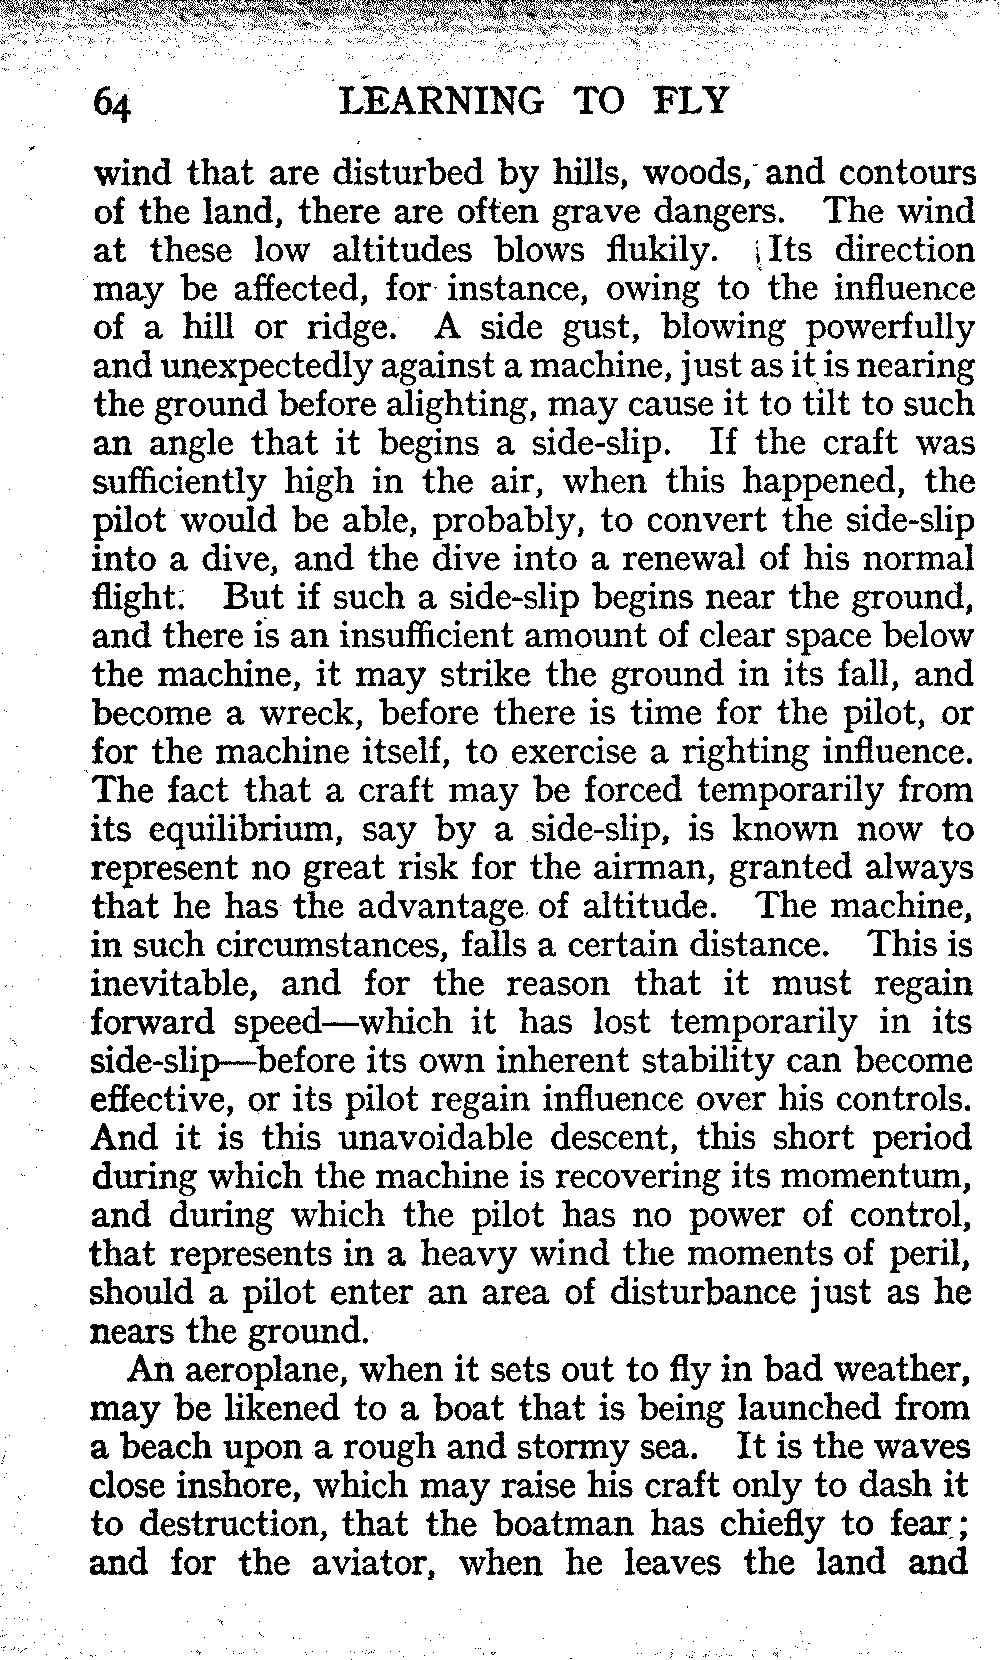 64 LEARNING TO FLY
wind that are disturbed by hills, woods, and contours
of the land, there are often grave dangers. The wind
at these low altitudes blows flukily. Its direction
may be affected, for instance, owing to the influence
of a hill or ridge. A side gust, blowing powerfully
and unexpectedly against a machine, just as it is nearing
the ground before alighting, may cause it to tilt to such
an angle that it begins a side-slip. If the craft was
sufficiently high in the air, when this happened, the
pilot would be able, probably, to convert the side-slip
into a dive, and the dive into a renewal of his normal
flight. But if such a side-slip begins near the ground,
and there is an insufficient amount of clear space below
the machine, it may strike the ground in its fall, and
become a wreck, before there is time for the pilot, or
for the machine itself, to exercise a righting influence.
The fact that a craft may be forced temporarily from
its equilibrium, say by a side-slip, is known now to
represent no great risk for the airman, granted always
that he has the advantage of altitude. The machine,
in such circumstances, falls a certain distance. This is
inevitable, and for the reason that it must regain
forward speed—which it has lost temporarily in its
side-slip—before its own inherent stability can become
effective, or its pilot regain influence over his controls.
And it is this unavoidable descent, this short period
during which the machine is recovering its momentum,
and during which the pilot has no power of control,
that represents in a heavy wind the moments of peril,
should a pilot enter an area of disturbance just as he
nears the ground.
An aeroplane, when it sets out to fly in bad weather,
may be likened to a boat that is being launched from
a beach upon a rough and stormy sea. It is the waves
close inshore, which may raise his craft only to dash it
to destruction, that the boatman has chiefly to fear;
and for the aviator, when he leaves the land and